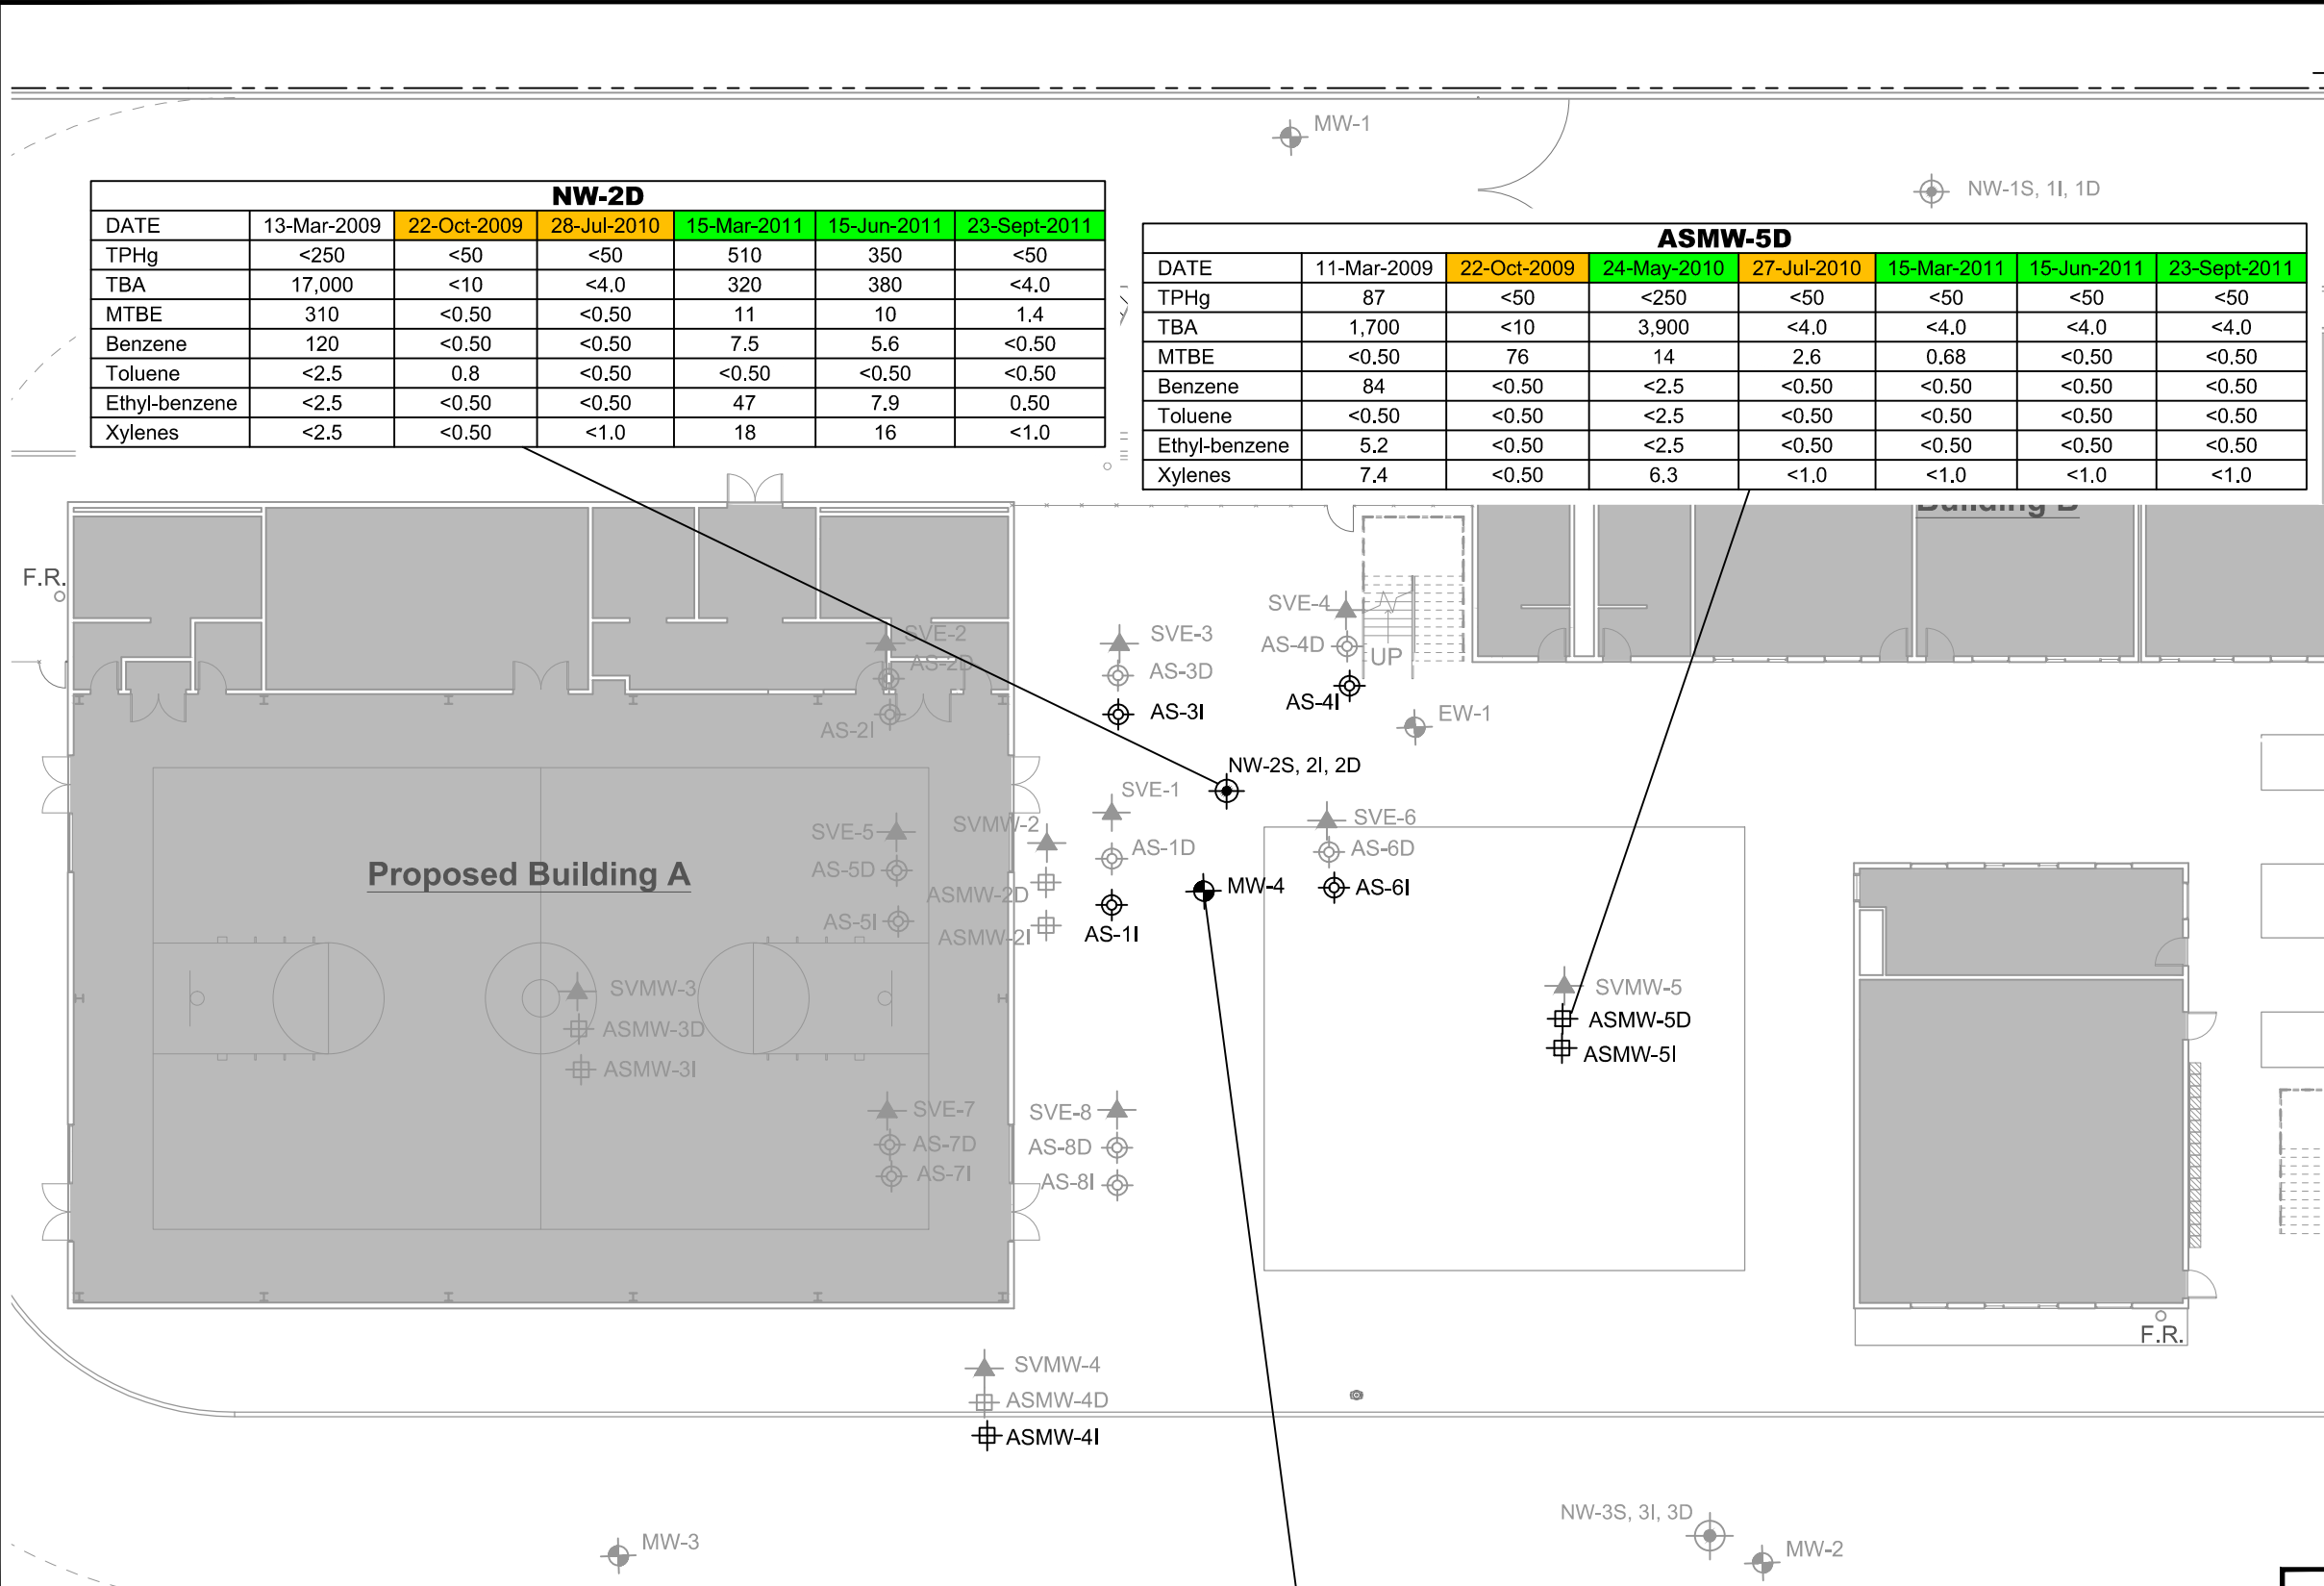 MW-1
NW-1S, 1I, 1D
NW-2D
DATE 13-Mar-2009 22-Oct-2009 28-Jul-2010 15-Mar-2011 15-Jun-2011 23-Sept-2011
TPHg <250 <50 <50 510 350 <50
TBA 17,000 <10 <4.0 320 380 <4.0
MTBE 310 <0.50 <0.50 11 10 1.4
Benzene 120 <0.50 <0.50 7.5 5.6 <0.50
Toluene <2.5 0.8 <0.50 <0.50 <0.50 <0.50
Ethyl-benzene <2.5 <0.50 <0.50 47 7.9 0.50
Xylenes <2.5 <0.50 <1.0 18 16 <1.0
ASMW-5D
DATE 11-Mar-2009 22-Oct-2009 24-May-2010 27-Jul-2010 15-Mar-2011 15-Jun-2011 23-Sept-2011
TPHg 87 <50 <250 <50 <50 <50 <50
TBA 1,700 <10 3,900 <4.0 <4.0 <4.0 <4.0
MTBE <0.50 76 14 2.6 0.68 <0.50 <0.50
Benzene 84 <0.50 <2.5 <0.50 <0.50 <0.50 <0.50
Toluene <0.50 <0.50 <2.5 <0.50 <0.50 <0.50 <0.50
Ethyl-benzene 5.2 <0.50 <2.5 <0.50 <0.50 <0.50 <0.50
Xylenes 7.4 <0.50 6.3 <1.0 <1.0 <1.0 <1.0
Building B
F.R.
SVE-4
SVE-2
SVE-3
AS-4D
UP
AS-2D
AS-3D
AS-4I
AS-3I
EW-1
AS-2I
NW-2S, 2I, 2D
SVE-1
SVE-6
SVE-5
SVMW-2
AS-1D
AS-6D
Proposed Building A
AS-5D
MW-4
AS-6I
ASMW-2D
AS-5I
ASMW-2I
AS-1I
SVMW-3
SVMW-5
ASMW-3D
ASMW-5D
ASMW-5I
ASMW-3I
SVE-7
SVE-8
AS-7D
AS-8D
AS-7I
AS-8I
F.R.
SVMW-4
ASMW-4D
ASMW-4I
NW-3S, 3I, 3D
MW-3
MW-2